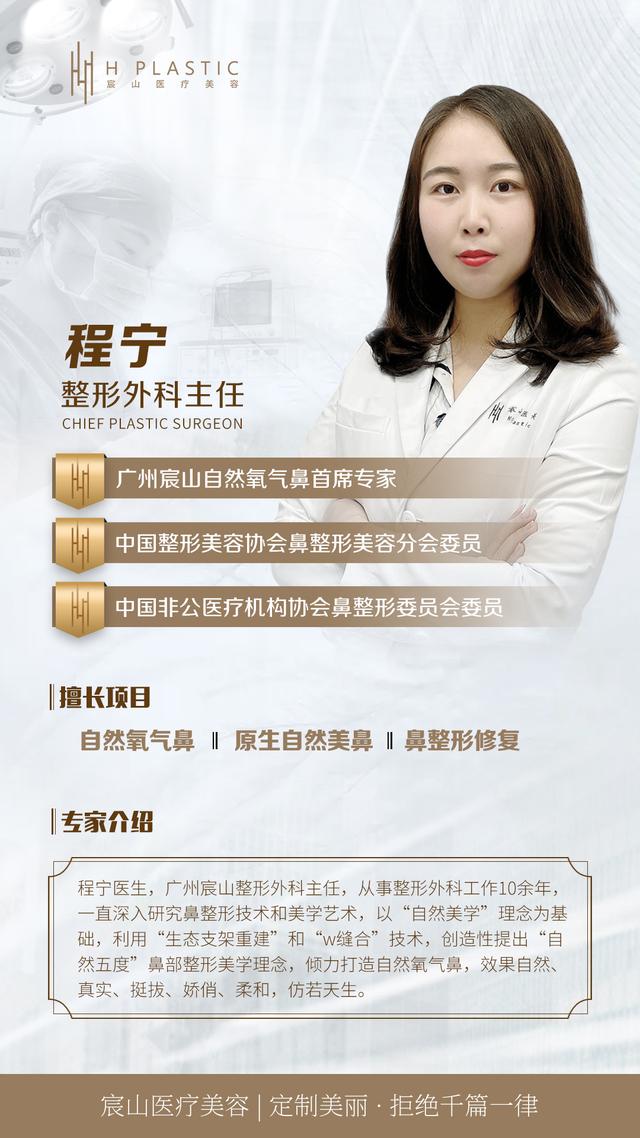 H PLASTIC
宸山医疗美容
程宁
整形外科主任
CHIEF PLASTIC SURGEON
广州宸山自然氧气鼻首席专家
中国整形美容协会鼻整形美容分会委员
中国非公医疗机构协会鼻整形委员会委员
擅长项目
自然氧气鼻 ‖ 原生自然美鼻 ‖ 鼻整形修复
专家介绍
程宁医生，广州宸山整形外科主任，从事整形外科工作10余年，
一直深入研究鼻整形技术和美学艺术，以“自然美学”理念为基
础，利用“生态支架重建”和“w缝合”技术，创造性提出“自
然五度”鼻部整形美学理念，倾力打造自然氧气鼻，效果自然、
真实、挺拔、娇俏、柔和，仿若天生。
宸山医疗美容 | 定制美丽 · 拒绝千篇一律